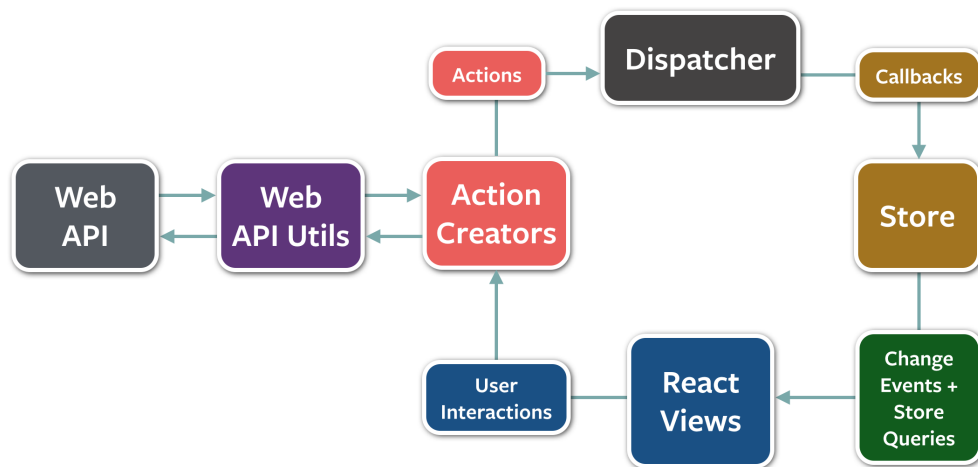 Actions
Dispatcher
Callbacks
Web
API
Web
API Utils
Action
Creators
Store
User
Interactions
React
Views
Change
Events +
Store
Queries